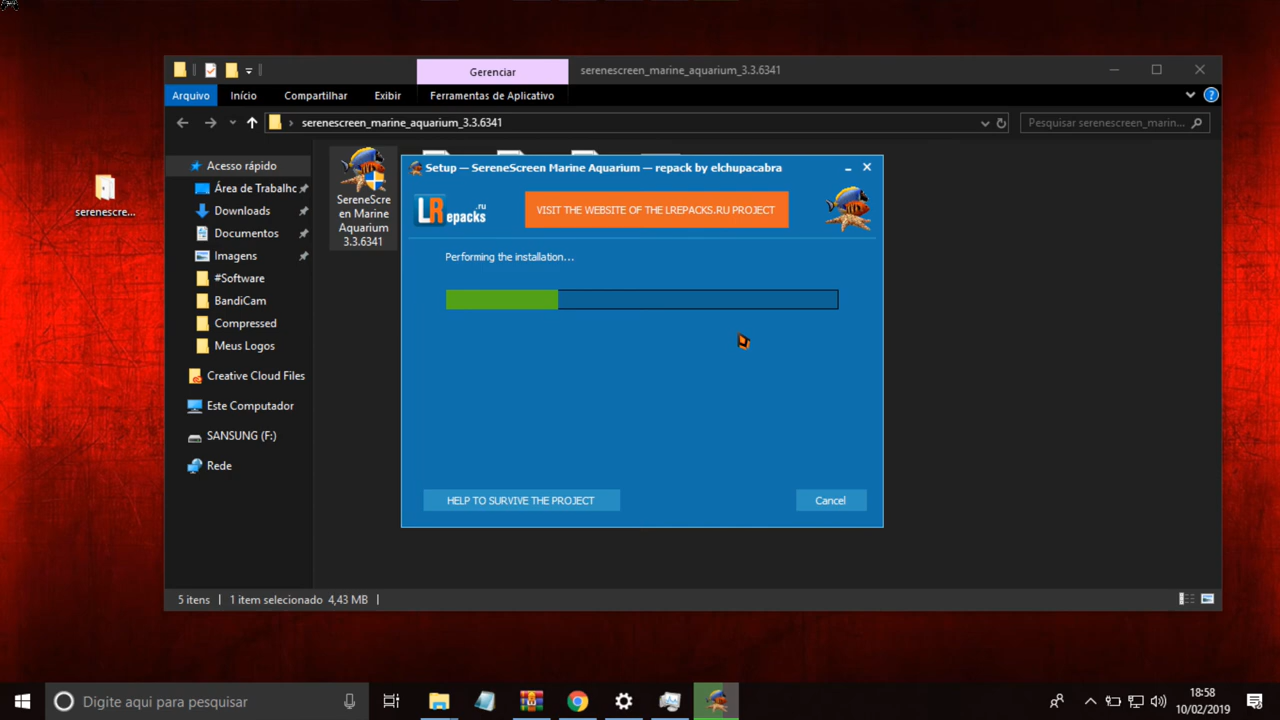 Gerenciar
serenescreen_marine_aquarium_3.3.6341
Arquivo
Início
Compartilhar
Exibir
Ferramentas de Aplicativo
?
serenescreen_marine_aquarium_3.3.6341
Pesquisar serenescreen_marin...
serenescre...
Acesso rápido
Área de Trabalhc
Downloads
Documentos
Imagens
#Software
BandiCam
Compressed
Meus Logos
Creative Cloud Files
Este Computador
SANSUNG (F:)
Rede
SereneScre
en Marine
Aquarium
3.3.6341
Setup — SereneScreen Marine Aquarium — repack by elchupacabra
LRepacks.ru
VISIT THE WEBSITE OF THE LREPACKS.RU PROJECT
Performing the installation...
HELP TO SURVIVE THE PROJECT
Cancel
5 itens
1 item selecionado 4,43 MB
Digite aqui para pesquisar
18:58
10/02/2019